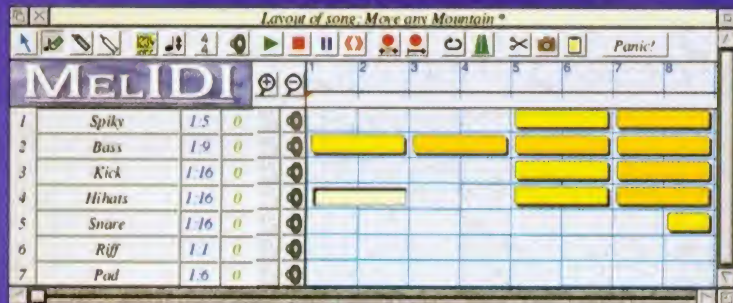 Layout of song: Move any Mountain *
Panic!
MELIDI
1 2 3 4 5 6 7 8
1 Spiky 1:5 0
2 Bass 1:9 0
3 Kick 1:16 0
4 Hihats 1:16 0
5 Snare 1:16 0
6 Riff 1:1 0
7 Pad 1:6 0